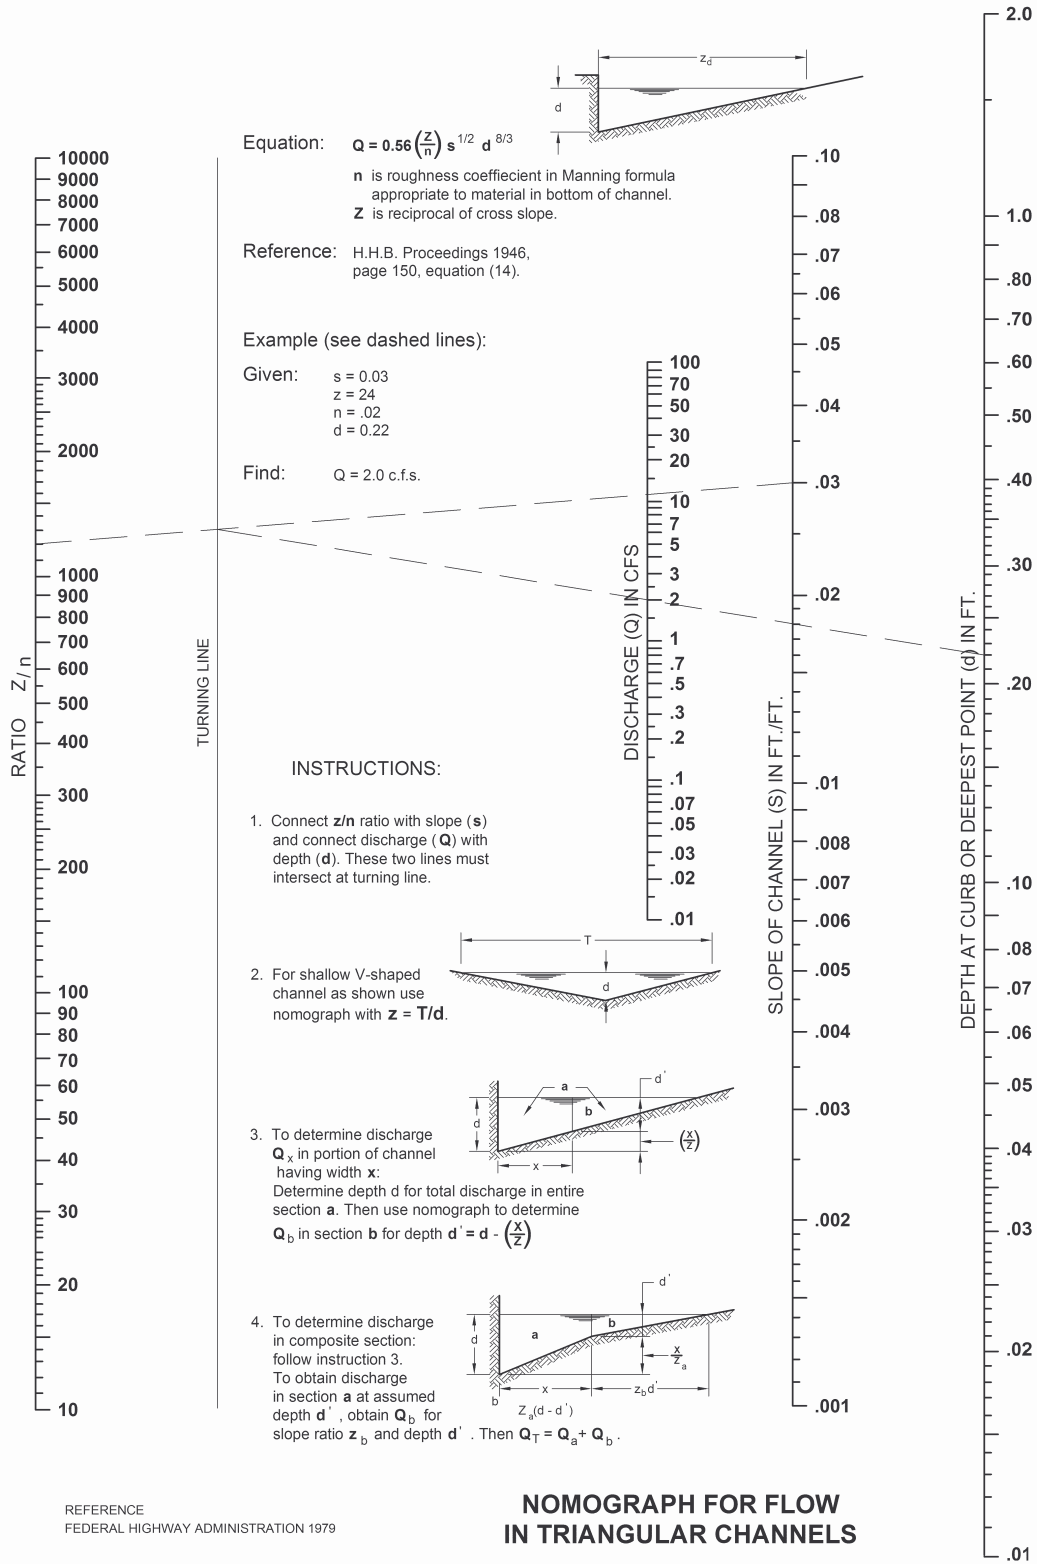 2.0
1.0
.80
.70
.60
.50
.40
.30
.20
.10
.08
.07
.06
.05
.04
.03
.02
.01
DEPTH AT CURB OR DEEPEST POINT (d) IN FT.
z d
d
Equation: Q = 0.56 (Z/n) s 1/2 d 8/3
n is roughness coeffiecient in Manning formula
appropriate to material in bottom of channel.
Z is reciprocal of cross slope.
Reference: H.H.B. Proceedings 1946,
page 150, equation (14).
Example (see dashed lines):
Given: s = 0.03
z = 24
n = .02
d = 0.22
Find: Q = 2.0 c.f.s.
10000
9000
8000
7000
6000
5000
4000
3000
2000
1000
900
800
700
600
500
400
300
200
100
90
80
70
60
50
40
30
20
10
RATIO Z/n
TURNING LINE
100
70
50
30
20
10
7
5
3
2
1
.7
.5
.3
.2
.1
.07
.05
.03
.02
.01
DISCHARGE (Q) IN CFS
.10
.08
.07
.06
.05
.04
.03
.02
.01
.008
.007
.006
.005
.004
.003
.002
.001
SLOPE OF CHANNEL (S) IN FT./FT.
INSTRUCTIONS:
1. Connect z/n ratio with slope (s)
and connect discharge (Q) with
depth (d). These two lines must
intersect at turning line.
T
d
2. For shallow V-shaped
channel as shown use
nomograph with z = T/d.
a
b
d'
d
x
(x/z)
3. To determine discharge
Q x in portion of channel
having width x:
Determine depth d for total discharge in entire
section a. Then use nomograph to determine
Q b in section b for depth d' = d - (x/z)
d'
b
a
d
x/z a
x
z b d'
b
Z a (d - d')
4. To determine discharge
in composite section:
follow instruction 3.
To obtain discharge
in section a at assumed
depth d' , obtain Q b for
slope ratio z b and depth d' . Then Q T = Q a + Q b .
REFERENCE
FEDERAL HIGHWAY ADMINISTRATION 1979
NOMOGRAPH FOR FLOW
IN TRIANGULAR CHANNELS